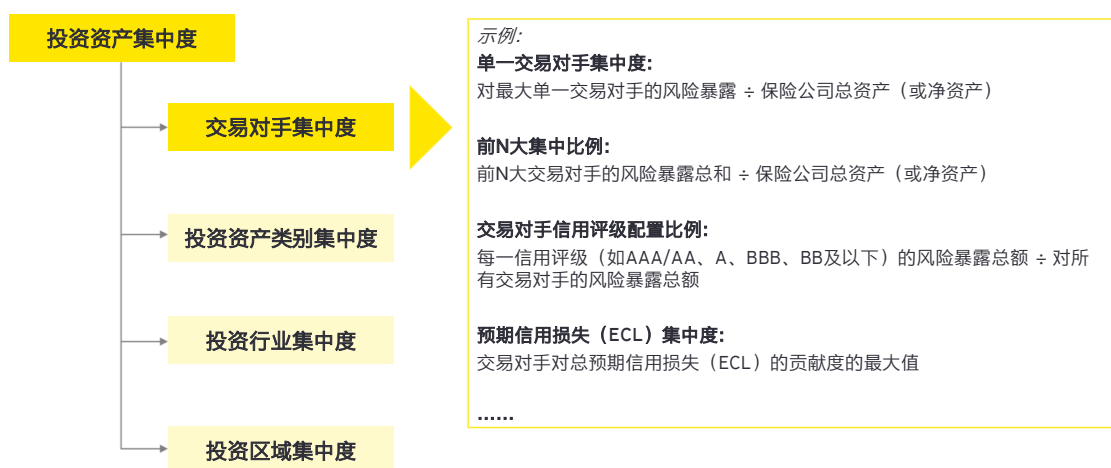 投资资产集中度
交易对手集中度
投资资产类别集中度
投资行业集中度
投资区域集中度
示例:
单一交易对手集中度:
对最大单一交易对手的风险暴露 ÷ 保险公司总资产（或净资产）
前N大集中比例:
前N大交易对手的风险暴露总和 ÷ 保险公司总资产（或净资产）
交易对手信用评级配置比例:
每一信用评级（如AAA/AA、A、BBB、BB及以下）的风险暴露总额 ÷ 对所
有交易对手的风险暴露总额
预期信用损失（ECL）集中度:
交易对手对总预期信用损失（ECL）的贡献度的最大值
……